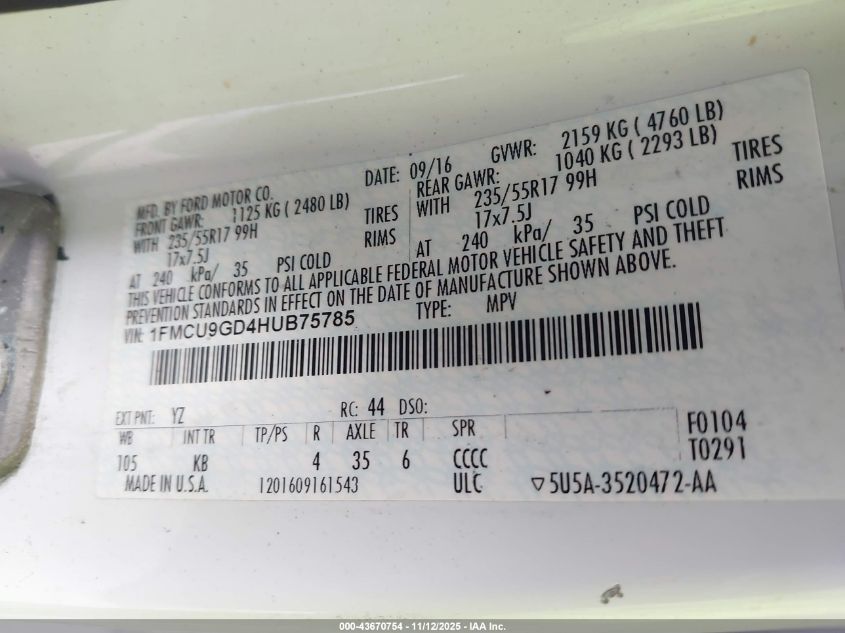 MFD. BY FORD MOTOR CO. DATE: 09/16 GVWR: 2159 KG ( 4760 LB)
FRONT GAWR: 1125 KG ( 2480 LB) REAR GAWR: 1040 KG ( 2293 LB)
WITH 235/55R17 99H TIRES WITH 235/55R17 99H TIRES
17x7.5J RIMS 17x7.5J RIMS
AT 240 kPa/ 35 PSI COLD AT 240 kPa/ 35 PSI COLD
THIS VEHICLE CONFORMS TO ALL APPLICABLE FEDERAL MOTOR VEHICLE SAFETY AND THEFT
PREVENTION STANDARDS IN EFFECT ON THE DATE OF MANUFACTURE SHOWN ABOVE.
VIN: 1FMCU9GD4HUB75785 TYPE: MPV
EXT PNT: YZ RC: 44 DSO:
WB INT TR TP/PS R AXLE TR SPR F0104
105 KB 4 35 6 CCCC T0291
MADE IN U.S.A. 1201609161543 ULC ▽5U5A-3520472-AA
000-43670754 - 11/12/2025 - IAA Inc.